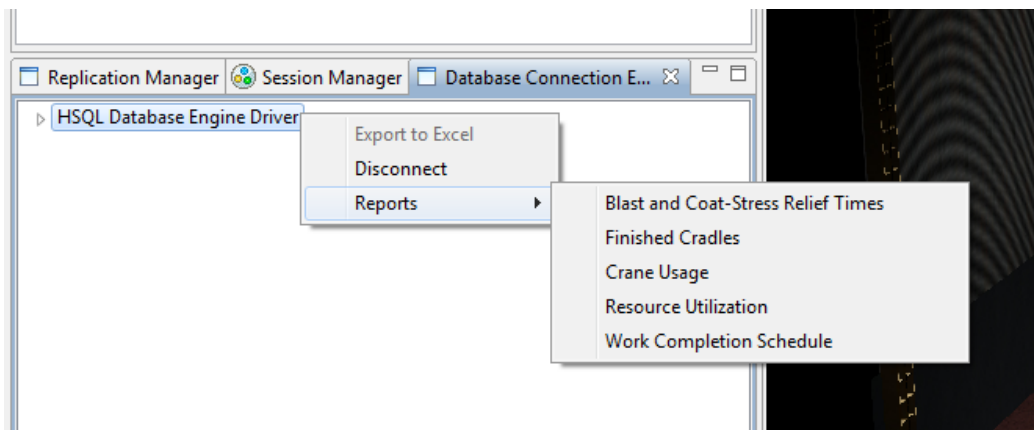 Replication Manager Session Manager Database Connection E...
HSQL Database Engine Driver
Export to Excel
Disconnect
Reports
Blast and Coat-Stress Relief Times
Finished Cradles
Crane Usage
Resource Utilization
Work Completion Schedule